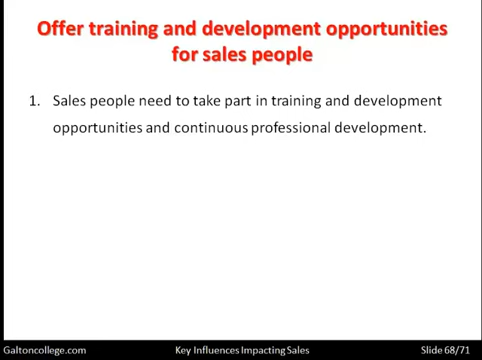 Offer training and development opportunities
for sales people
1. Sales people need to take part in training and development
opportunities and continuous professional development.
Galtoncollege.com Key Influences Impacting Sales Slide 68/71